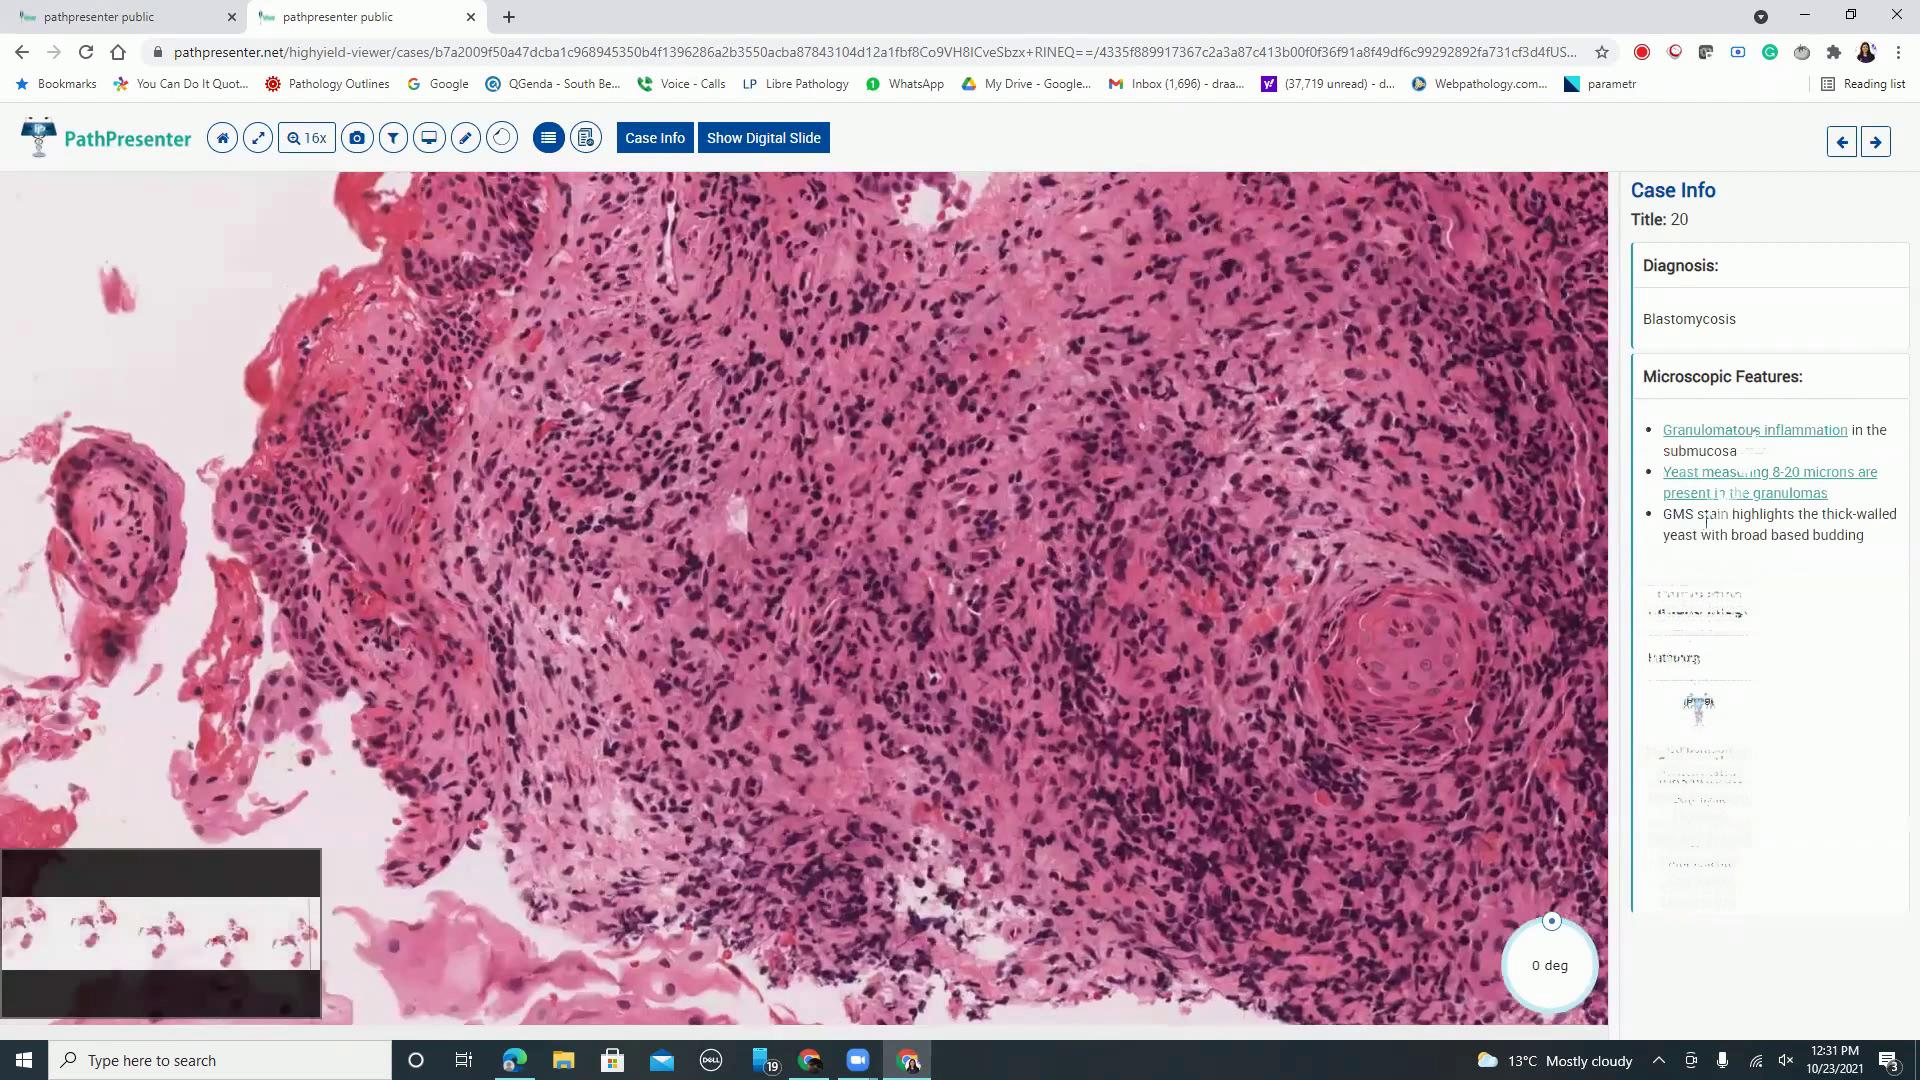 pathpresenter public
pathpresenter public
pathpresenter.net/highyield-viewer/cases/b7a2009f50a47dcba1c968945350b4f1396286a2b3550acba87843104d12a1fbf8Co9VH8ICveSbzx+RINEQ==/4335f889917367c2a3a87c413b00f0f36f91a8f49df6c99292892fa731cf3d4fUS...
Bookmarks You Can Do It Quot... Pathology Outlines Google QGenda - South Be... Voice - Calls LP Libre Pathology WhatsApp My Drive - Google... Inbox (1,696) - draa... (37,719 unread) - d... Webpathology.com... parametr Reading list
PathPresenter 16x Case Info Show Digital Slide
Case Info
Title: 20
Diagnosis:
Blastomycosis
Microscopic Features:
• Granulomatous inflammation in the
submucosa
• Yeast measuring 8-20 microns are
present in the granulomas
• GMS stain highlights the thick-walled
yeast with broad based budding
0 deg
Type here to search
DELL
19
13°C Mostly cloudy
12:31 PM
10/23/2021
3